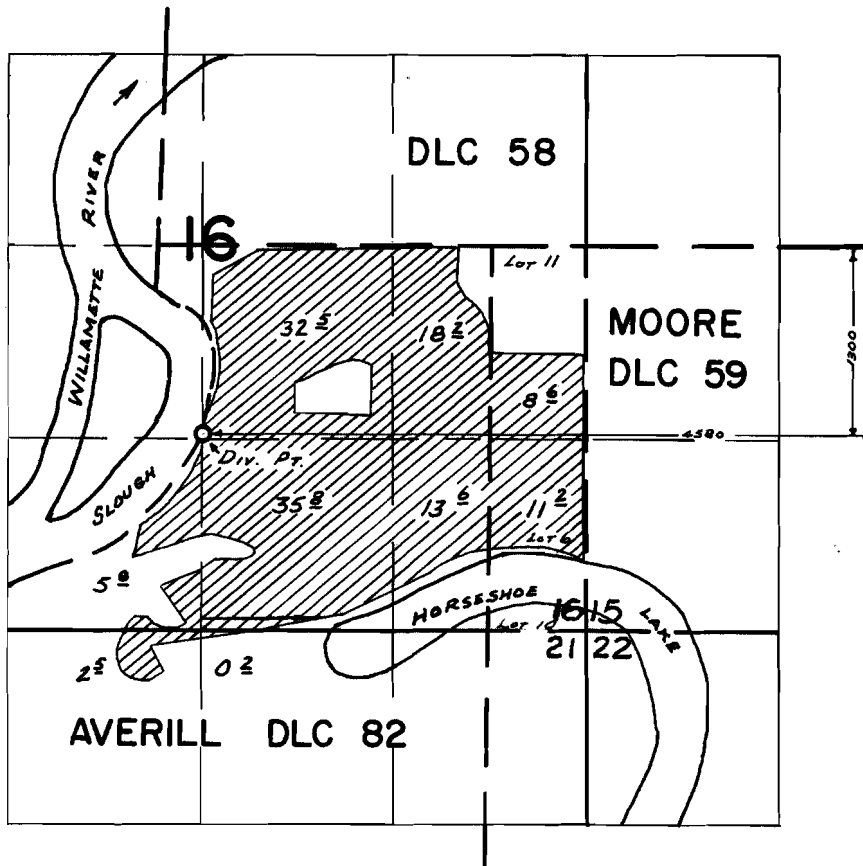 DLC 58
WILLAMETTE RIVER
16
LOT 11
MOORE
DLC 59
1300
32 5
18 2
8 6
4580
DIV. PT.
SLOUGH
35 8
13 6
11 2
LOT 6
5 8
HORSESHOE LAKE
16 15
LOT 10
21 22
2 5
0 2
AVERILL DLC 82